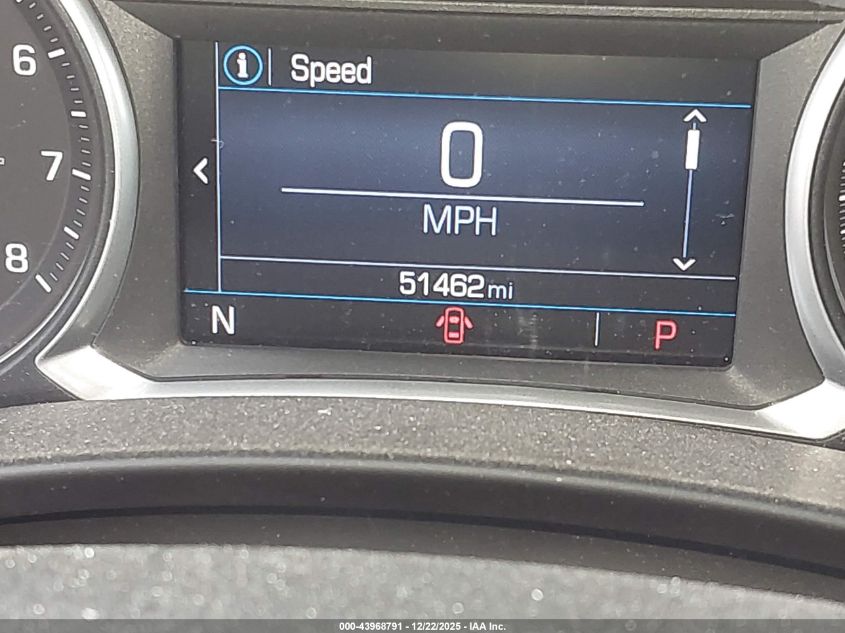 6
7
8
i Speed
0
MPH
51462 mi
N P
000-43968791 - 12/22/2025 - IAA Inc.